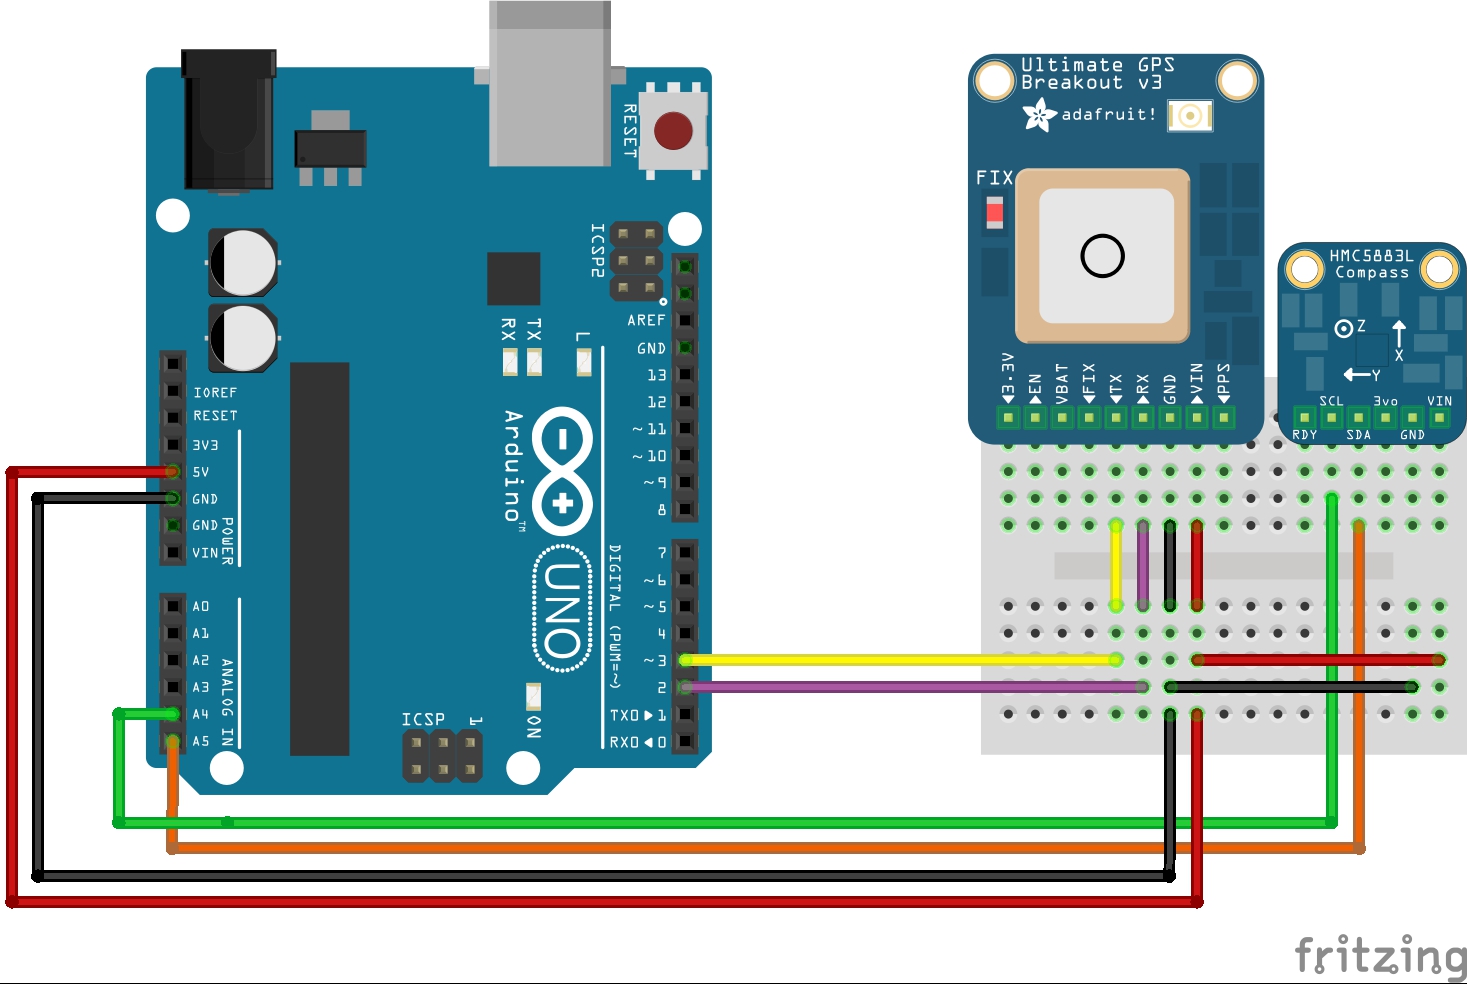 RESET
ICSP2
RX
TX
L
AREF
GND
13
12
~11
~10
~9
8
7
~6
~5
4
~3
2
TX0▶1
RX0◀0
DIGITAL (PWM=~)
Arduino™
UNO
IOREF
RESET
3V3
5V
GND
GND
VIN
POWER
A0
A1
A2
A3
A4
A5
ANALOG IN
ICSP
1
ON
Ultimate GPS
Breakout v3
adafruit!
FIX
3.3V
EN
VBAT
FIX
TX
RX
GND
VIN
PPS
HMC5883L
Compass
Z
X
Y
SCL 3vo VIN
RDY SDA GND
fritzing